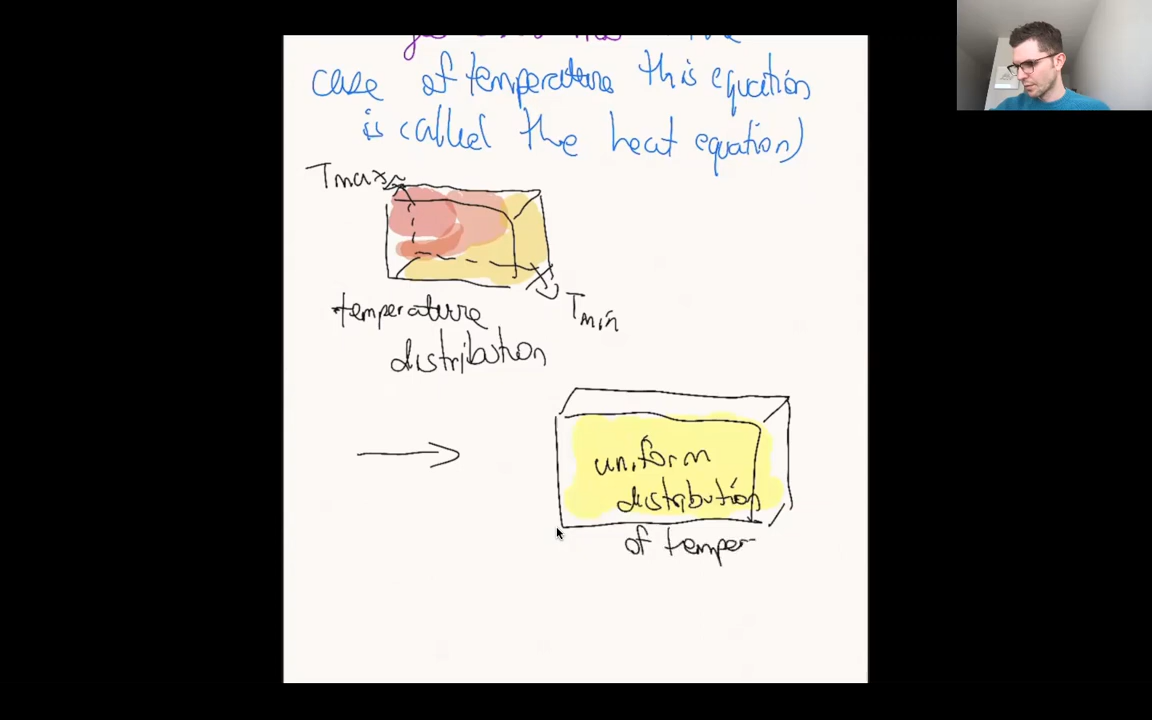 case of temperature this equation
is called the heat equation)
Tmax
Tmin
temperature
distribution
uniform
distribution
of temper